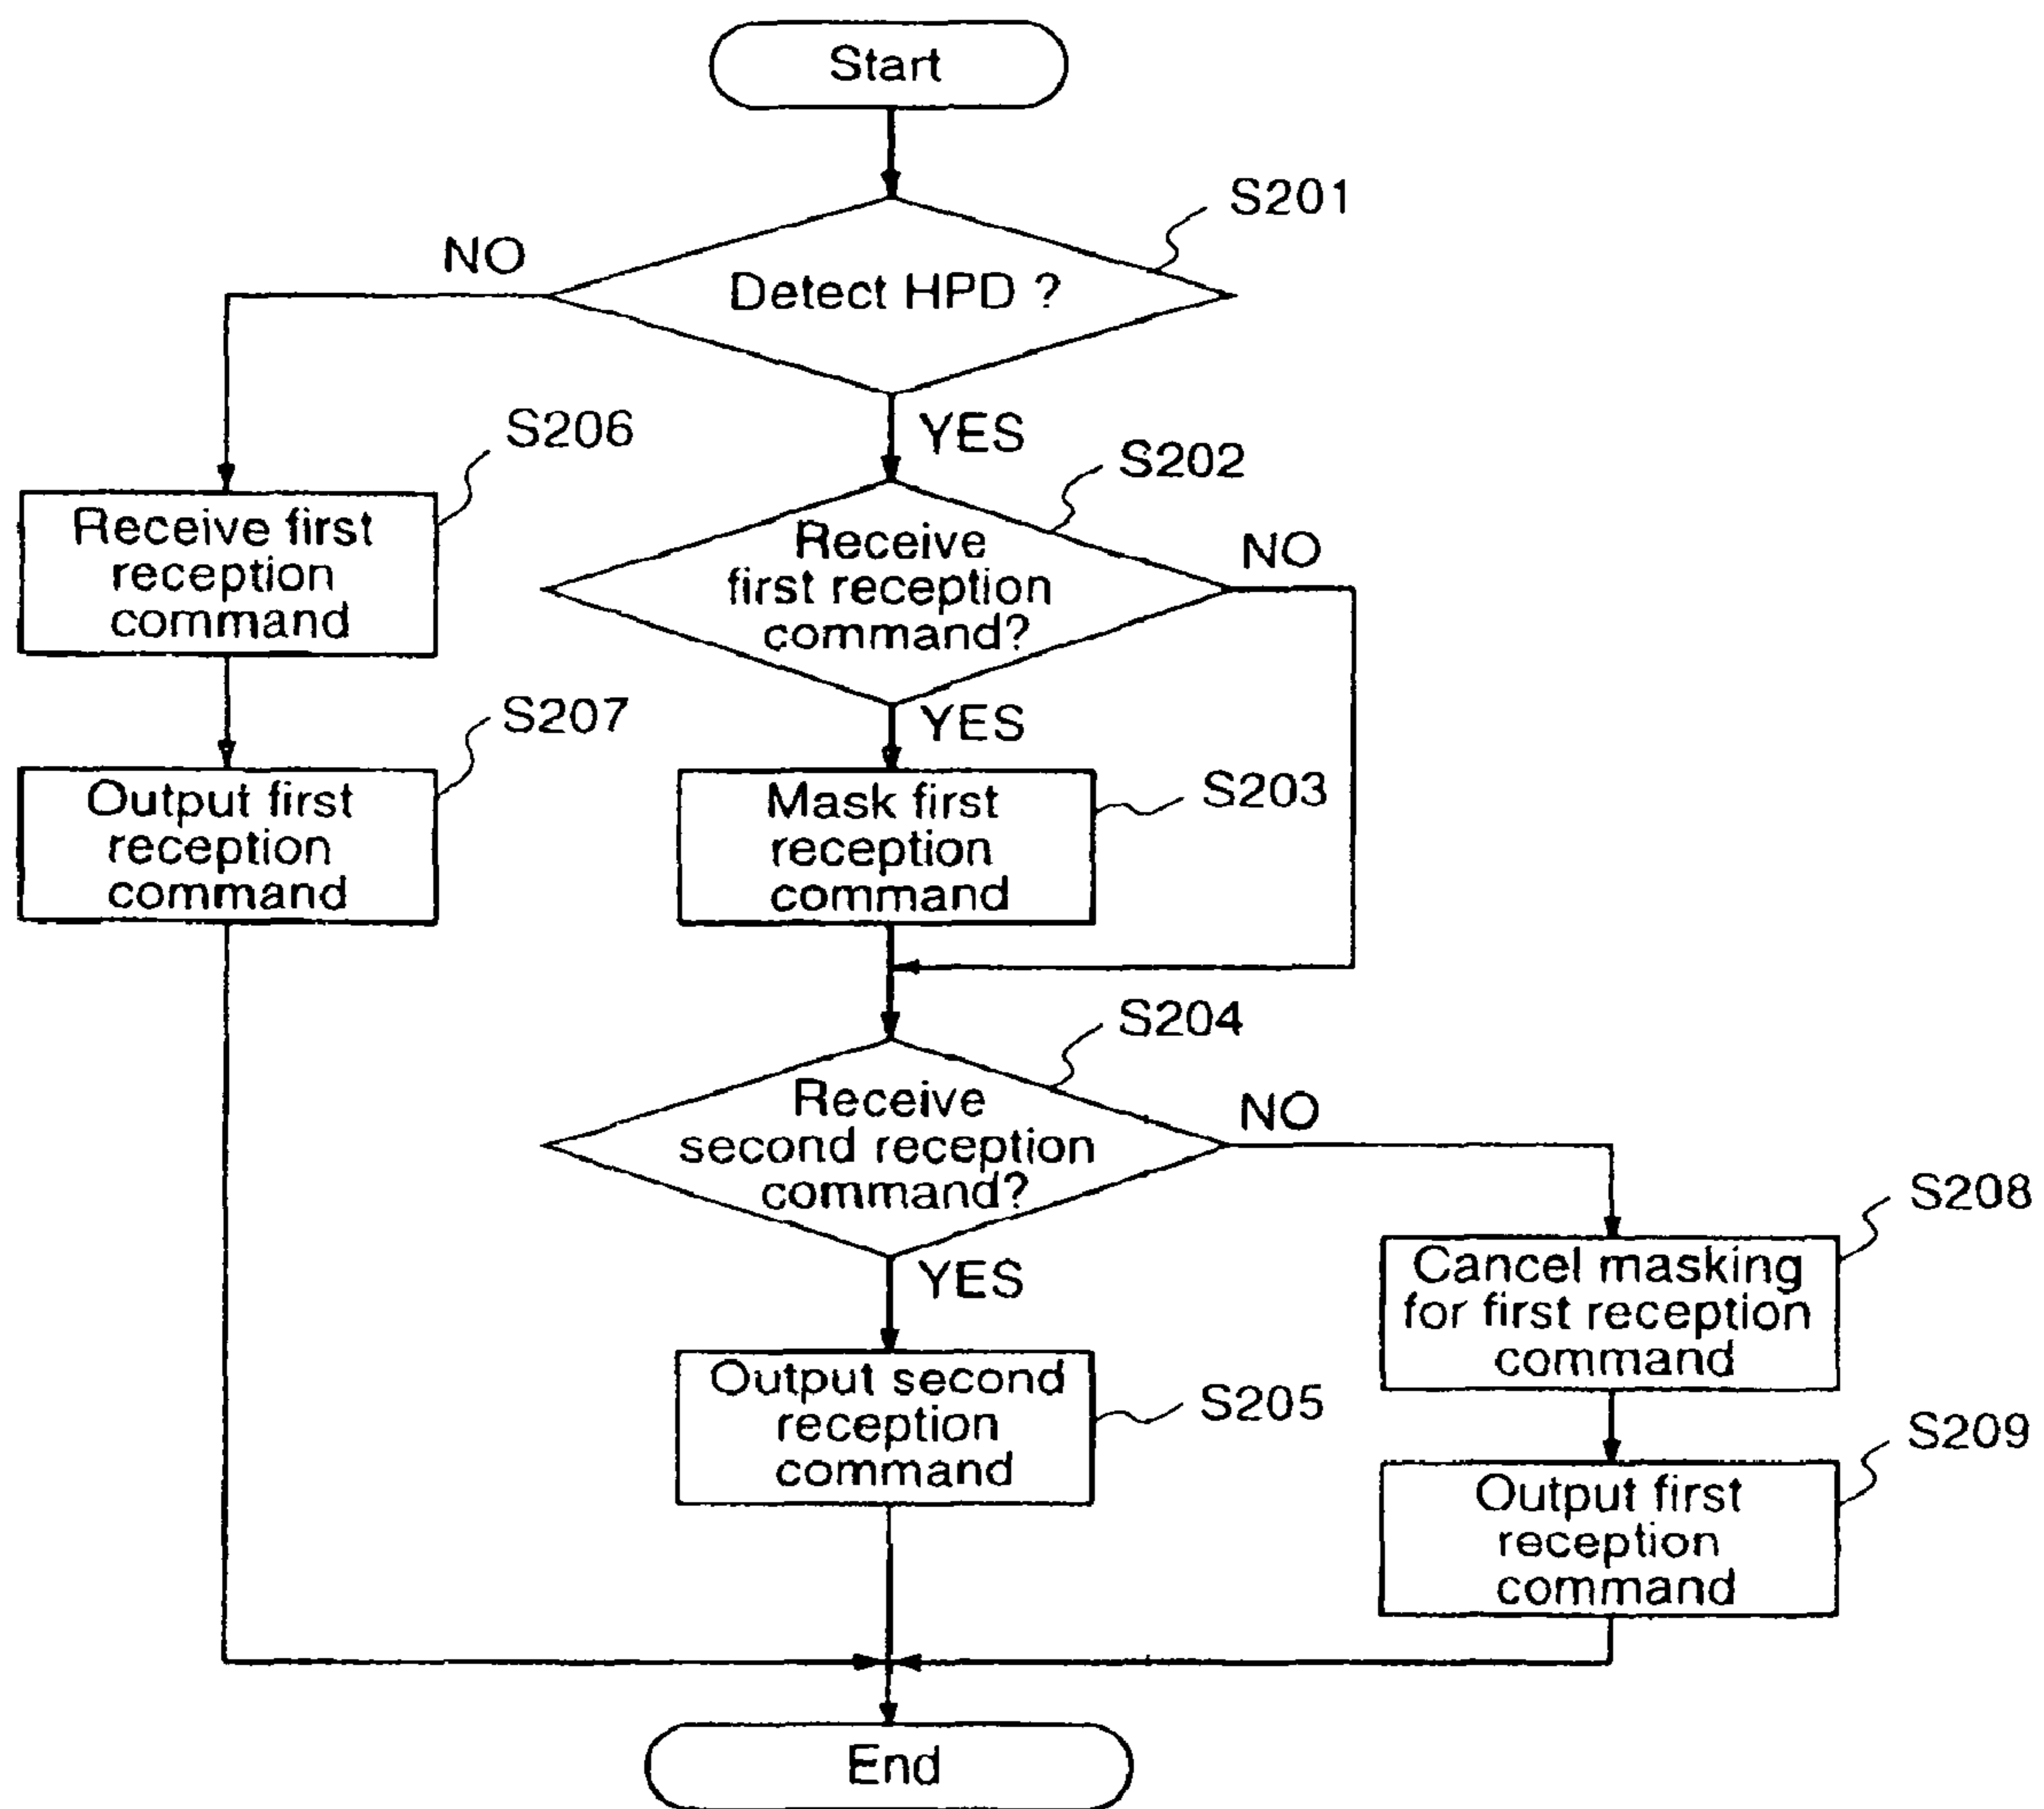 Start
S201
NO
Detect HPD ?
YES
S206
S202
Receive first
reception
command
Receive
first reception
command?
NO
YES
S207
S203
Output first
reception
command
Mask first
reception
command
S204
Receive
second reception
command?
NO
YES
S208
Cancel masking
for first reception
command
Output second
reception
command
S205
S209
Output first
reception
command
End